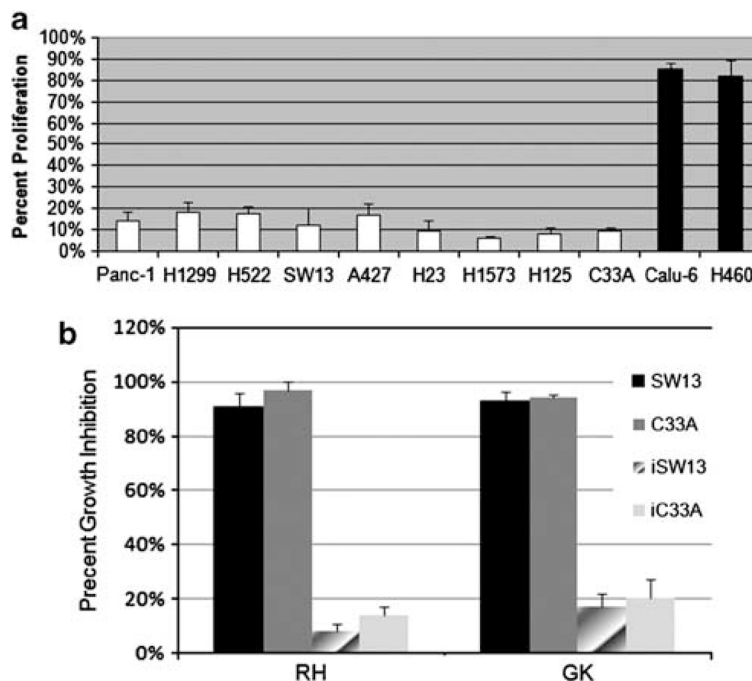 a
100%
90%
80%
70%
60%
50%
40%
30%
20%
10%
0%
Percent Proliferation
Panc-1 H1299 H522 SW13 A427 H23 H1573 H125 C33A Calu-6 H460
b
120%
100%
80%
60%
40%
20%
0%
Precent Growth Inhibition
SW13
C33A
iSW13
iC33A
RH GK